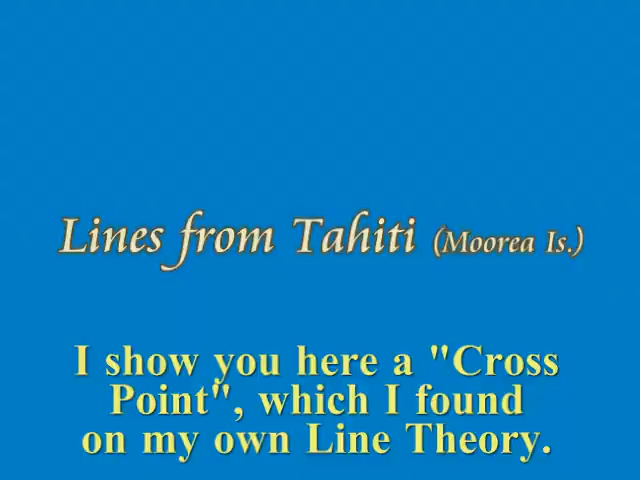 Lines from Tahiti (Moorea Is.)
I show you here a "Cross
Point", which I found
on my own Line Theory.